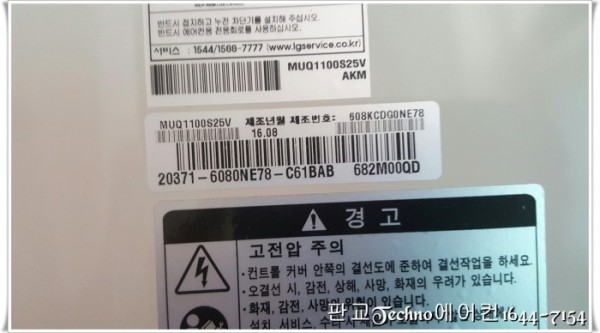 반드시 접지하고 누전 차단기를 설치해 주십시오.
반드시 에어컨용 전용회로를 사용하십시오.
서비스 : 1544/1588-7777 (www.lgservice.co.kr)
MUQ1100S25V
AKM
MUQ1100S25V 제조년월 제조번호: 608KCDG0NE78
16.08
20371-6080NE78-C61BAB 682M00QD
경고
고전압 주의
• 컨트롤 커버 안쪽의 결선도에 준하여 결선작업을 하세요.
• 오결선 시, 감전, 상해, 사망, 화재의 우려가 있습니다.
• 화재, 감전, 사망의 위험이 있습니다.
설치, 서비스,
판교Techno에어컨1644-7154